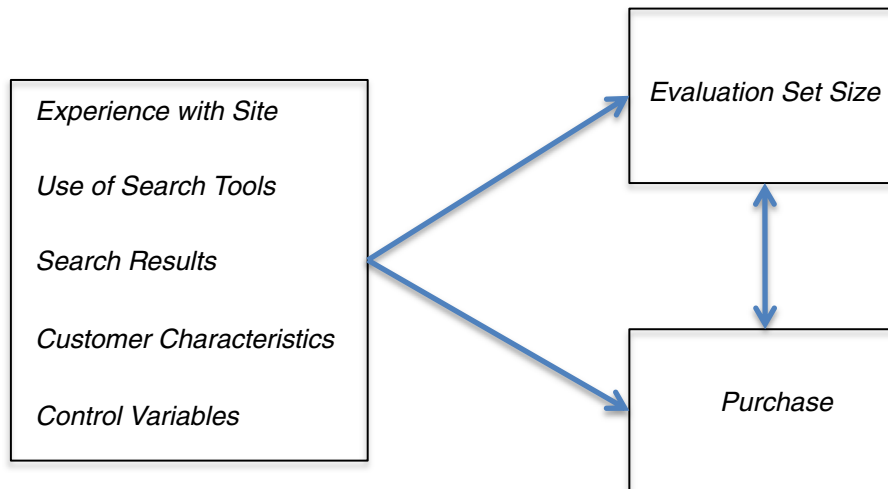 Experience with Site
Use of Search Tools
Search Results
Customer Characteristics
Control Variables
Evaluation Set Size
Purchase